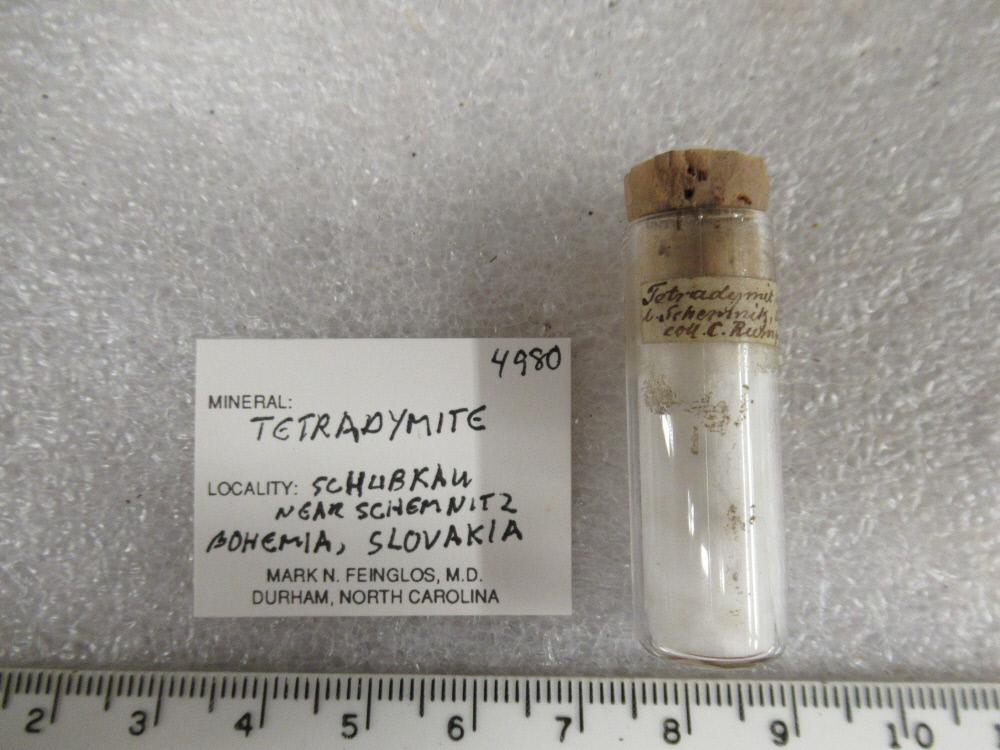 4980
MINERAL:
TETRADYMITE
LOCALITY: SCHUBKAU
NEAR SCHEMNITZ
BOHEMIA, SLOVAKIA
MARK N. FEINGLOS, M.D.
DURHAM, NORTH CAROLINA
Tetradymit
Schemnitz,
coll. C.
2 3 4 5 6 7 8 9 10